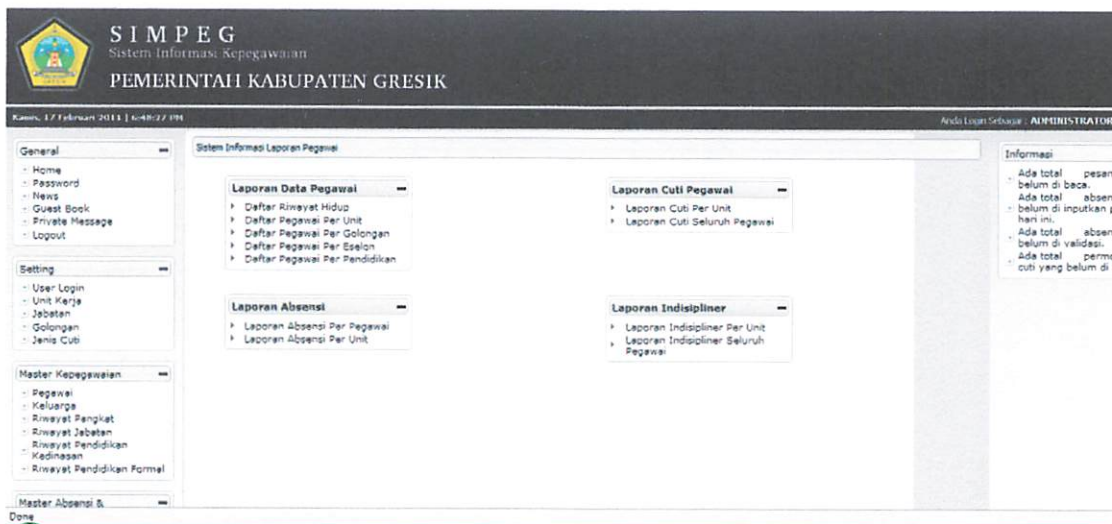 S I M P E G
Sistem Informasi Kepegawaian
PEMERINTAH KABUPATEN GRESIK
Kamis, 17 Februari 2011 | 6:48:27 PM
Anda Login Sebagai : ADMINISTRATOR
General
Home
Password
News
Guest Book
Private Message
Logout
Setting
User Login
Unit Kerja
Jabatan
Golongan
Jenis Cuti
Master Kepegawaian
Pegawai
Keluarga
Riwayat Pangkat
Riwayat Jabatan
Riwayat Pendidikan
Kedinasan
Riwayat Pendidikan Formal
Master Absensi &
Sistem Informasi Laporan Pegawai
Laporan Data Pegawai
Daftar Riwayat Hidup
Daftar Pegawai Per Unit
Daftar Pegawai Per Golongan
Daftar Pegawai Per Eselon
Daftar Pegawai Per Pendidikan
Laporan Cuti Pegawai
Laporan Cuti Per Unit
Laporan Cuti Seluruh Pegawai
Laporan Absensi
Laporan Absensi Per Pegawai
Laporan Absensi Per Unit
Laporan Indisipliner
Laporan Indisipliner Per Unit
Laporan Indisipliner Seluruh
Pegawai
Informasi
Ada total pesan
belum di baca.
Ada total absen
belum di inputkan p
hari ini.
Ada total absen
belum di validasi.
Ada total permo
cuti yang belum di
Done